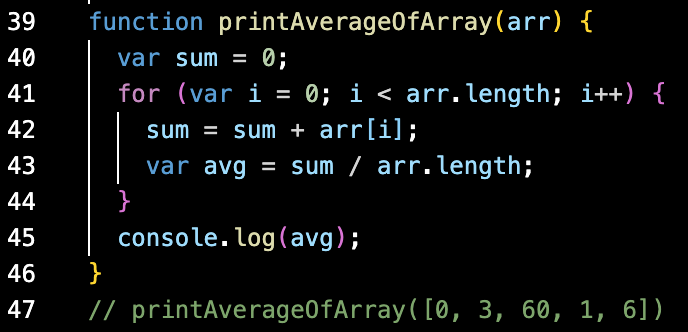 39 function printAverageOfArray(arr) {
40   var sum = 0;
41   for (var i = 0; i < arr.length; i++) {
42     sum = sum + arr[i];
43     var avg = sum / arr.length;
44   }
45   console.log(avg);
46 }
47 // printAverageOfArray([0, 3, 60, 1, 6])